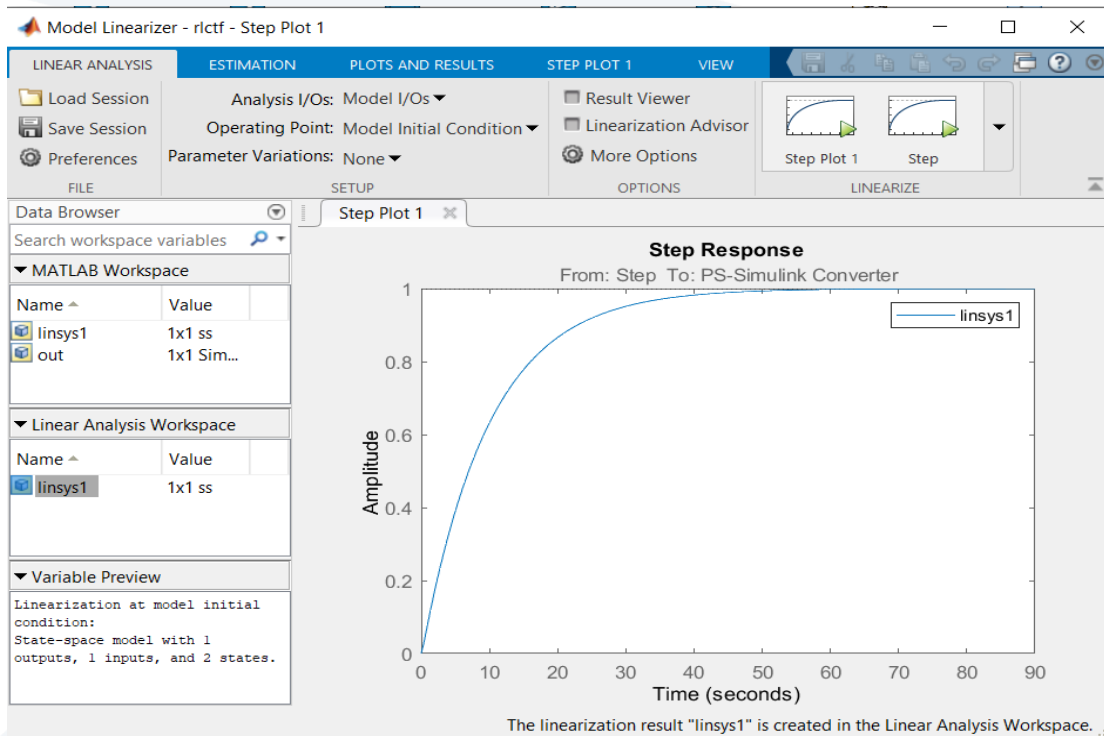 Model Linearizer - rlctf - Step Plot 1
LINEAR ANALYSIS ESTIMATION PLOTS AND RESULTS STEP PLOT 1 VIEW
Load Session
Save Session
Preferences
FILE
Analysis I/Os: Model I/Os
Operating Point: Model Initial Condition
Parameter Variations: None
SETUP
Result Viewer
Linearization Advisor
More Options
OPTIONS
Step Plot 1 Step
LINEARIZE
Data Browser
Search workspace variables
MATLAB Workspace
Name Value
linsys1 1x1 ss
out 1x1 Sim...
Linear Analysis Workspace
Name Value
linsys1 1x1 ss
Variable Preview
Linearization at model initial
condition:
State-space model with 1
outputs, 1 inputs, and 2 states.
Step Plot 1
Step Response
From: Step To: PS-Simulink Converter
linsys1
Amplitude
1
0.8
0.6
0.4
0.2
0
0 10 20 30 40 50 60 70 80 90
Time (seconds)
The linearization result "linsys1" is created in the Linear Analysis Workspace.